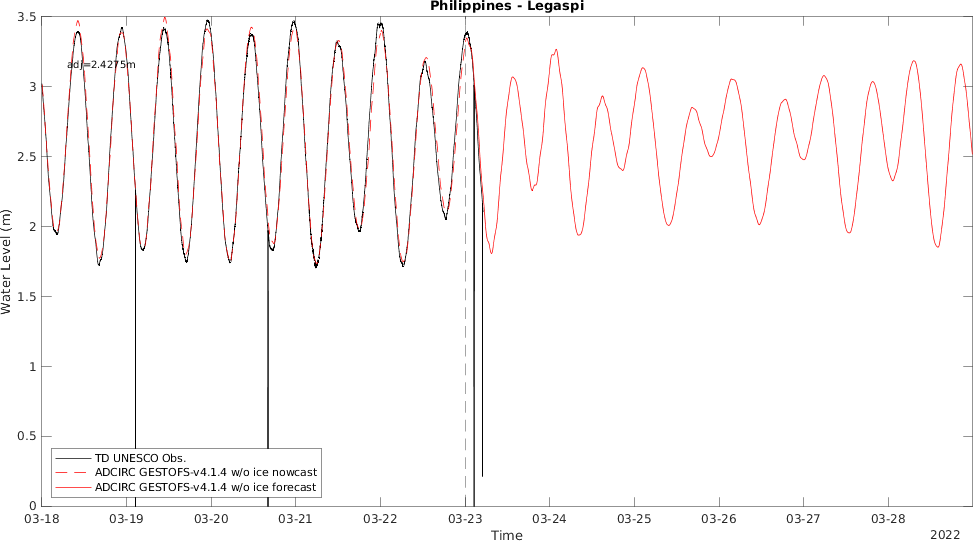 Philippines - Legaspi
3.5
adj=2.4275m
3
2.5
2
1.5
1
0.5
0
Water Level (m)
TD UNESCO Obs.
ADCIRC GESTOFS-v4.1.4 w/o ice nowcast
ADCIRC GESTOFS-v4.1.4 w/o ice forecast
03-18 03-19 03-20 03-21 03-22 03-23 03-24 03-25 03-26 03-27 03-28
Time
2022